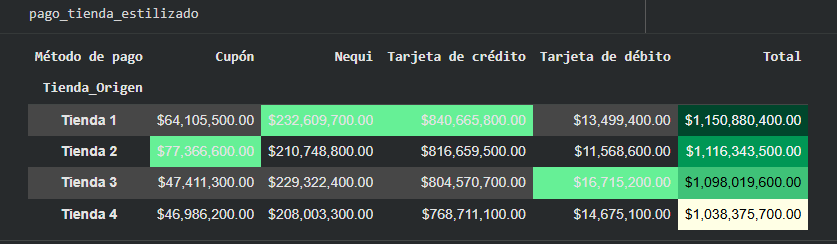 pago_tienda_estilizado
Método de pago Cupón Nequi Tarjeta de crédito Tarjeta de débito Total
Tienda_Origen
Tienda 1 $64,105,500.00 $232,609,700.00 $840,665,800.00 $13,499,400.00 $1,150,880,400.00
Tienda 2 $77,366,600.00 $210,748,800.00 $816,659,500.00 $11,568,600.00 $1,116,343,500.00
Tienda 3 $47,411,300.00 $229,322,400.00 $804,570,700.00 $16,715,200.00 $1,098,019,600.00
Tienda 4 $46,986,200.00 $208,003,300.00 $768,711,100.00 $14,675,100.00 $1,038,375,700.00